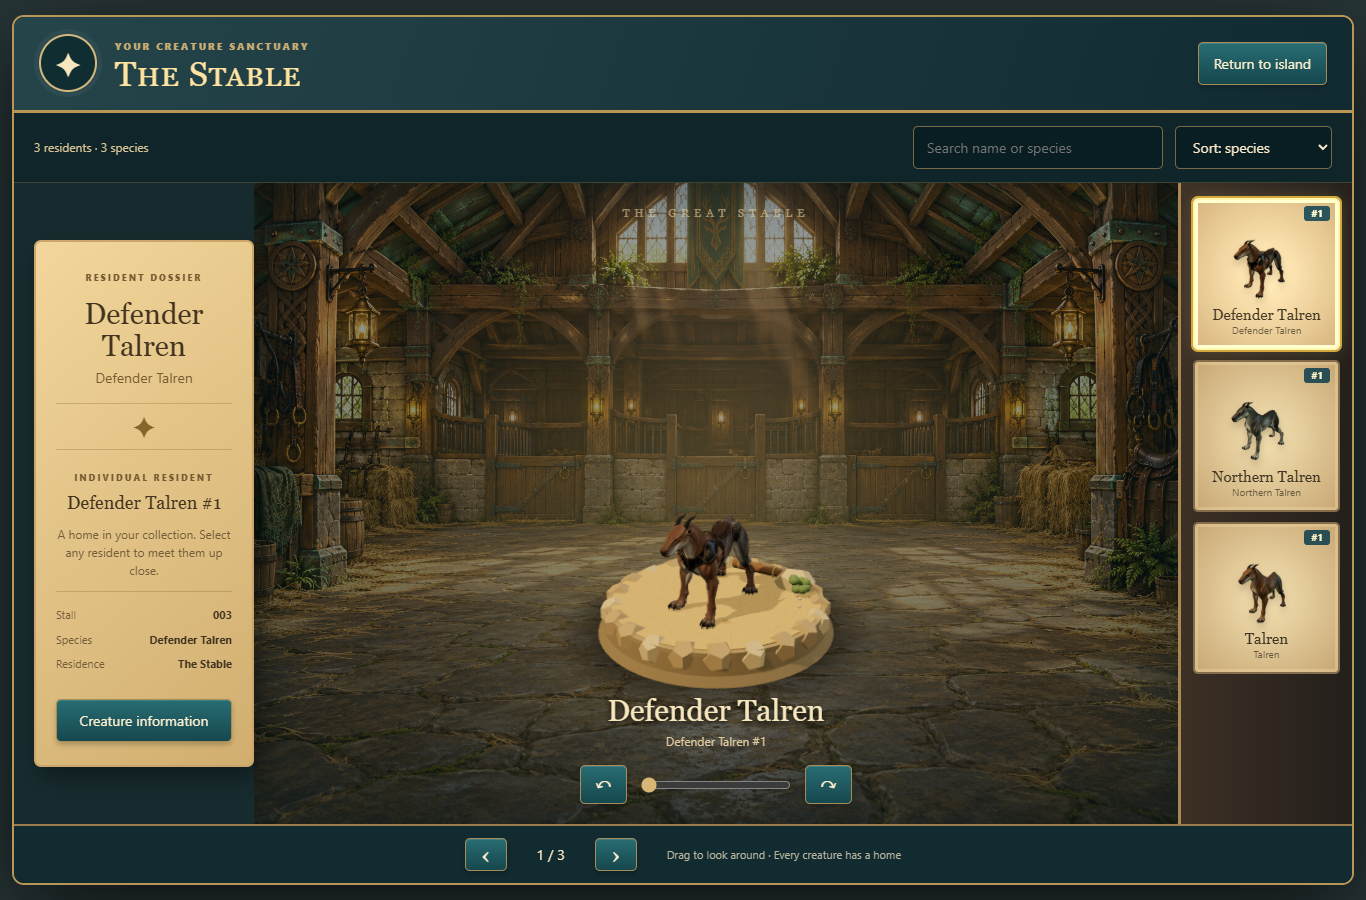 YOUR CREATURE SANCTUARY
THE STABLE
Return to island
3 residents · 3 species
Search name or species
Sort: species
THE GREAT STABLE
RESIDENT DOSSIER
Defender
Talren
Defender Talren
INDIVIDUAL RESIDENT
Defender Talren #1
A home in your collection. Select
any resident to meet them up
close.
Stall 003
Species Defender Talren
Residence The Stable
Creature information
Defender Talren
Defender Talren #1
#1
Defender Talren
Defender Talren
#1
Northern Talren
Northern Talren
#1
Talren
Talren
1 / 3
Drag to look around · Every creature has a home